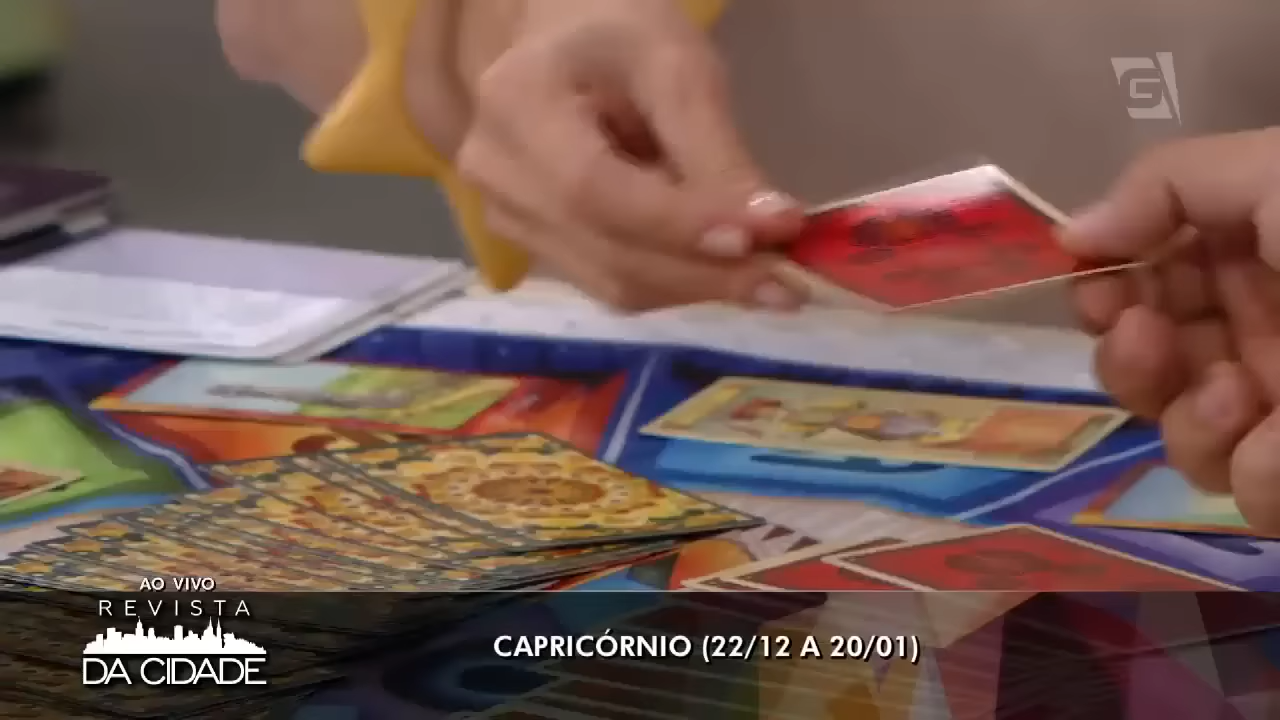 AO VIVO
REVISTA
DA CIDADE
CAPRICÓRNIO (22/12 A 20/01)
G